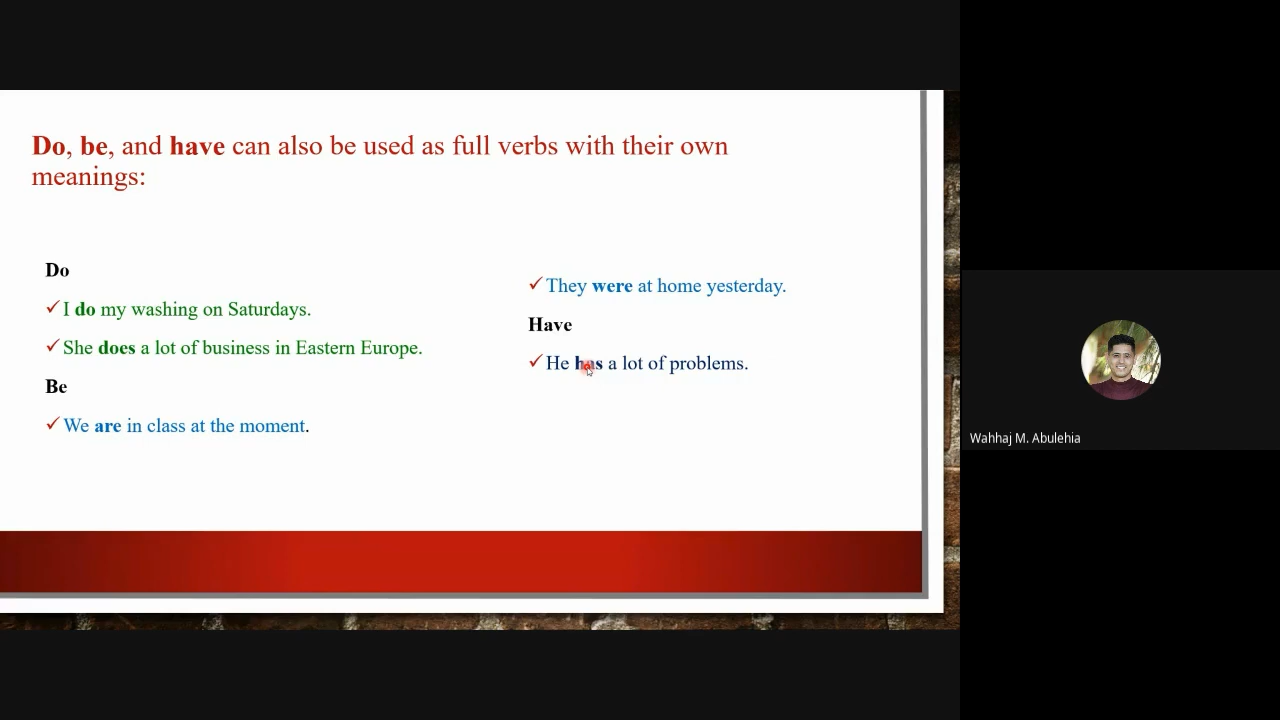 Do, be, and have can also be used as full verbs with their own
meanings:
Do
I do my washing on Saturdays.
She does a lot of business in Eastern Europe.
Be
We are in class at the moment.
They were at home yesterday.
Have
He has a lot of problems.
Wahhaj M. Abulehia